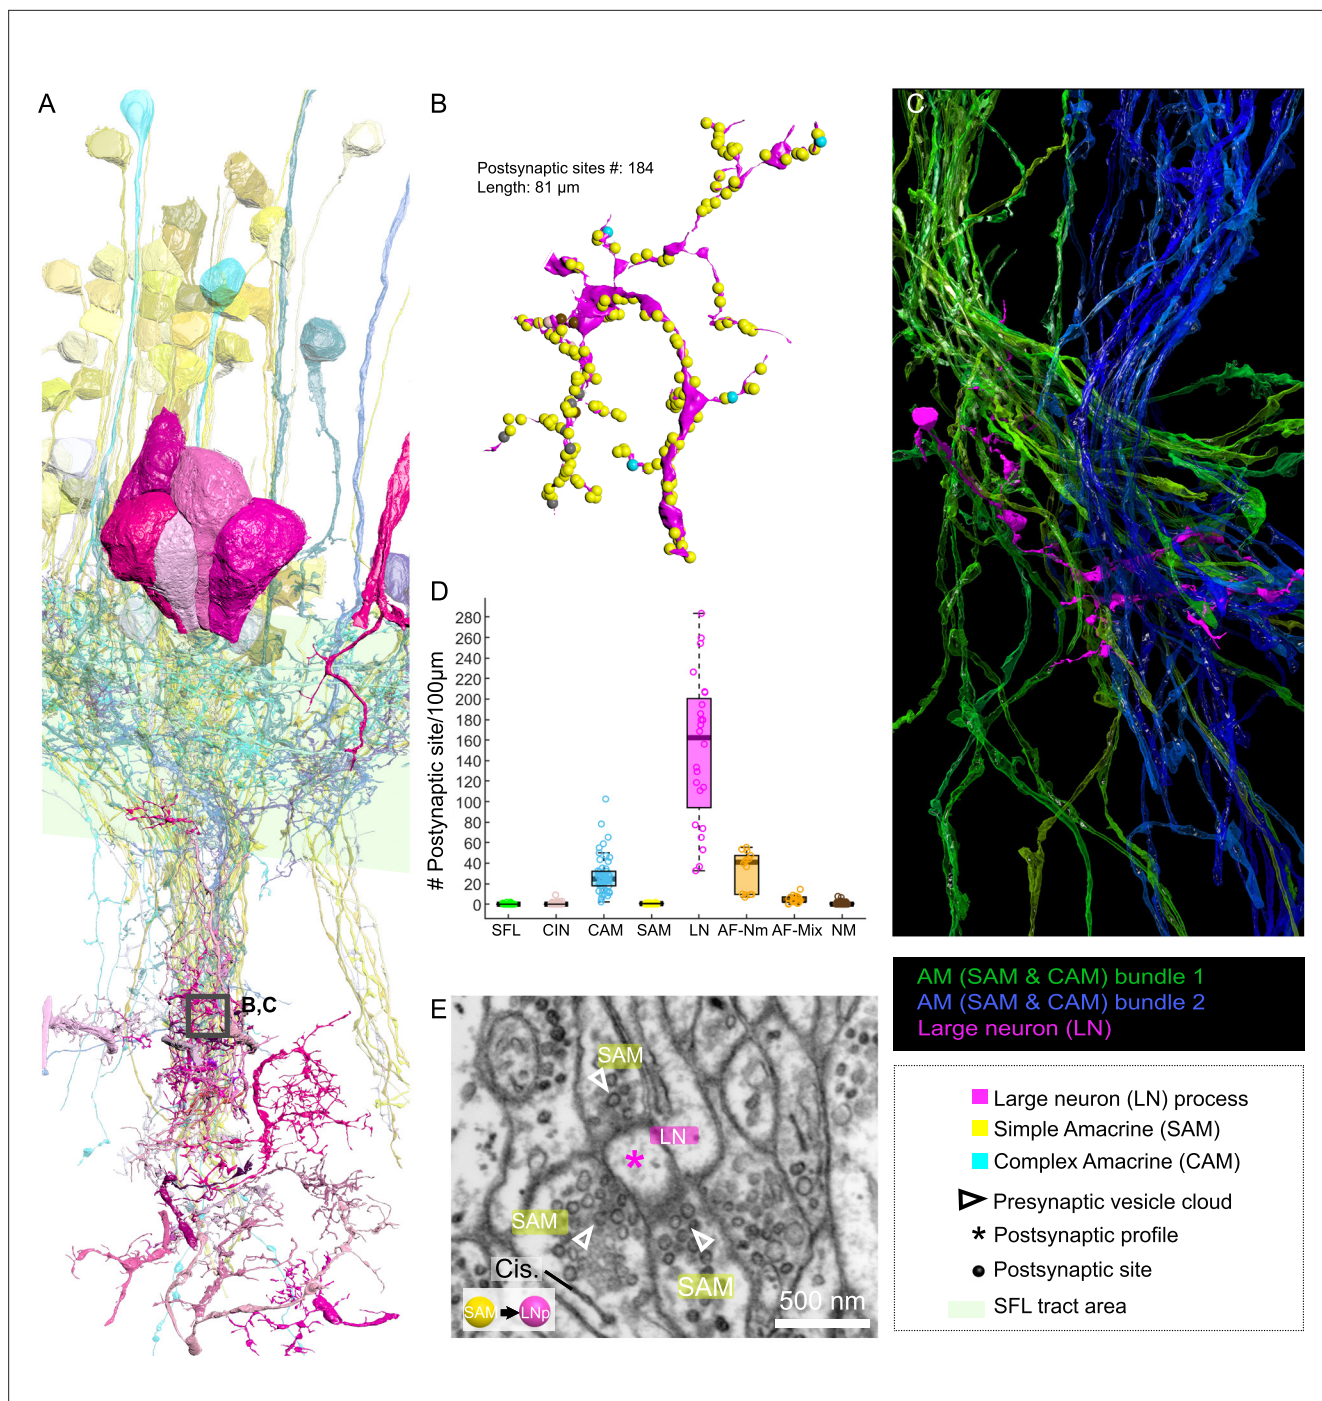 A
B
C
Postsynaptic sites #: 184
Length: 81 µm
B,C
D
# Postynaptic site/100µm
280
260
240
220
200
180
160
140
120
100
80
60
40
20
0
SFL CIN CAM SAM LN AF-Nm AF-Mix NM
E
SAM
LN
*
SAM
SAM
Cis.
SAM LNp
500 nm
AM (SAM & CAM) bundle 1
AM (SAM & CAM) bundle 2
Large neuron (LN)
Large neuron (LN) process
Simple Amacrine (SAM)
Complex Amacrine (CAM)
Presynaptic vesicle cloud
* Postsynaptic profile
Postsynaptic site
SFL tract area